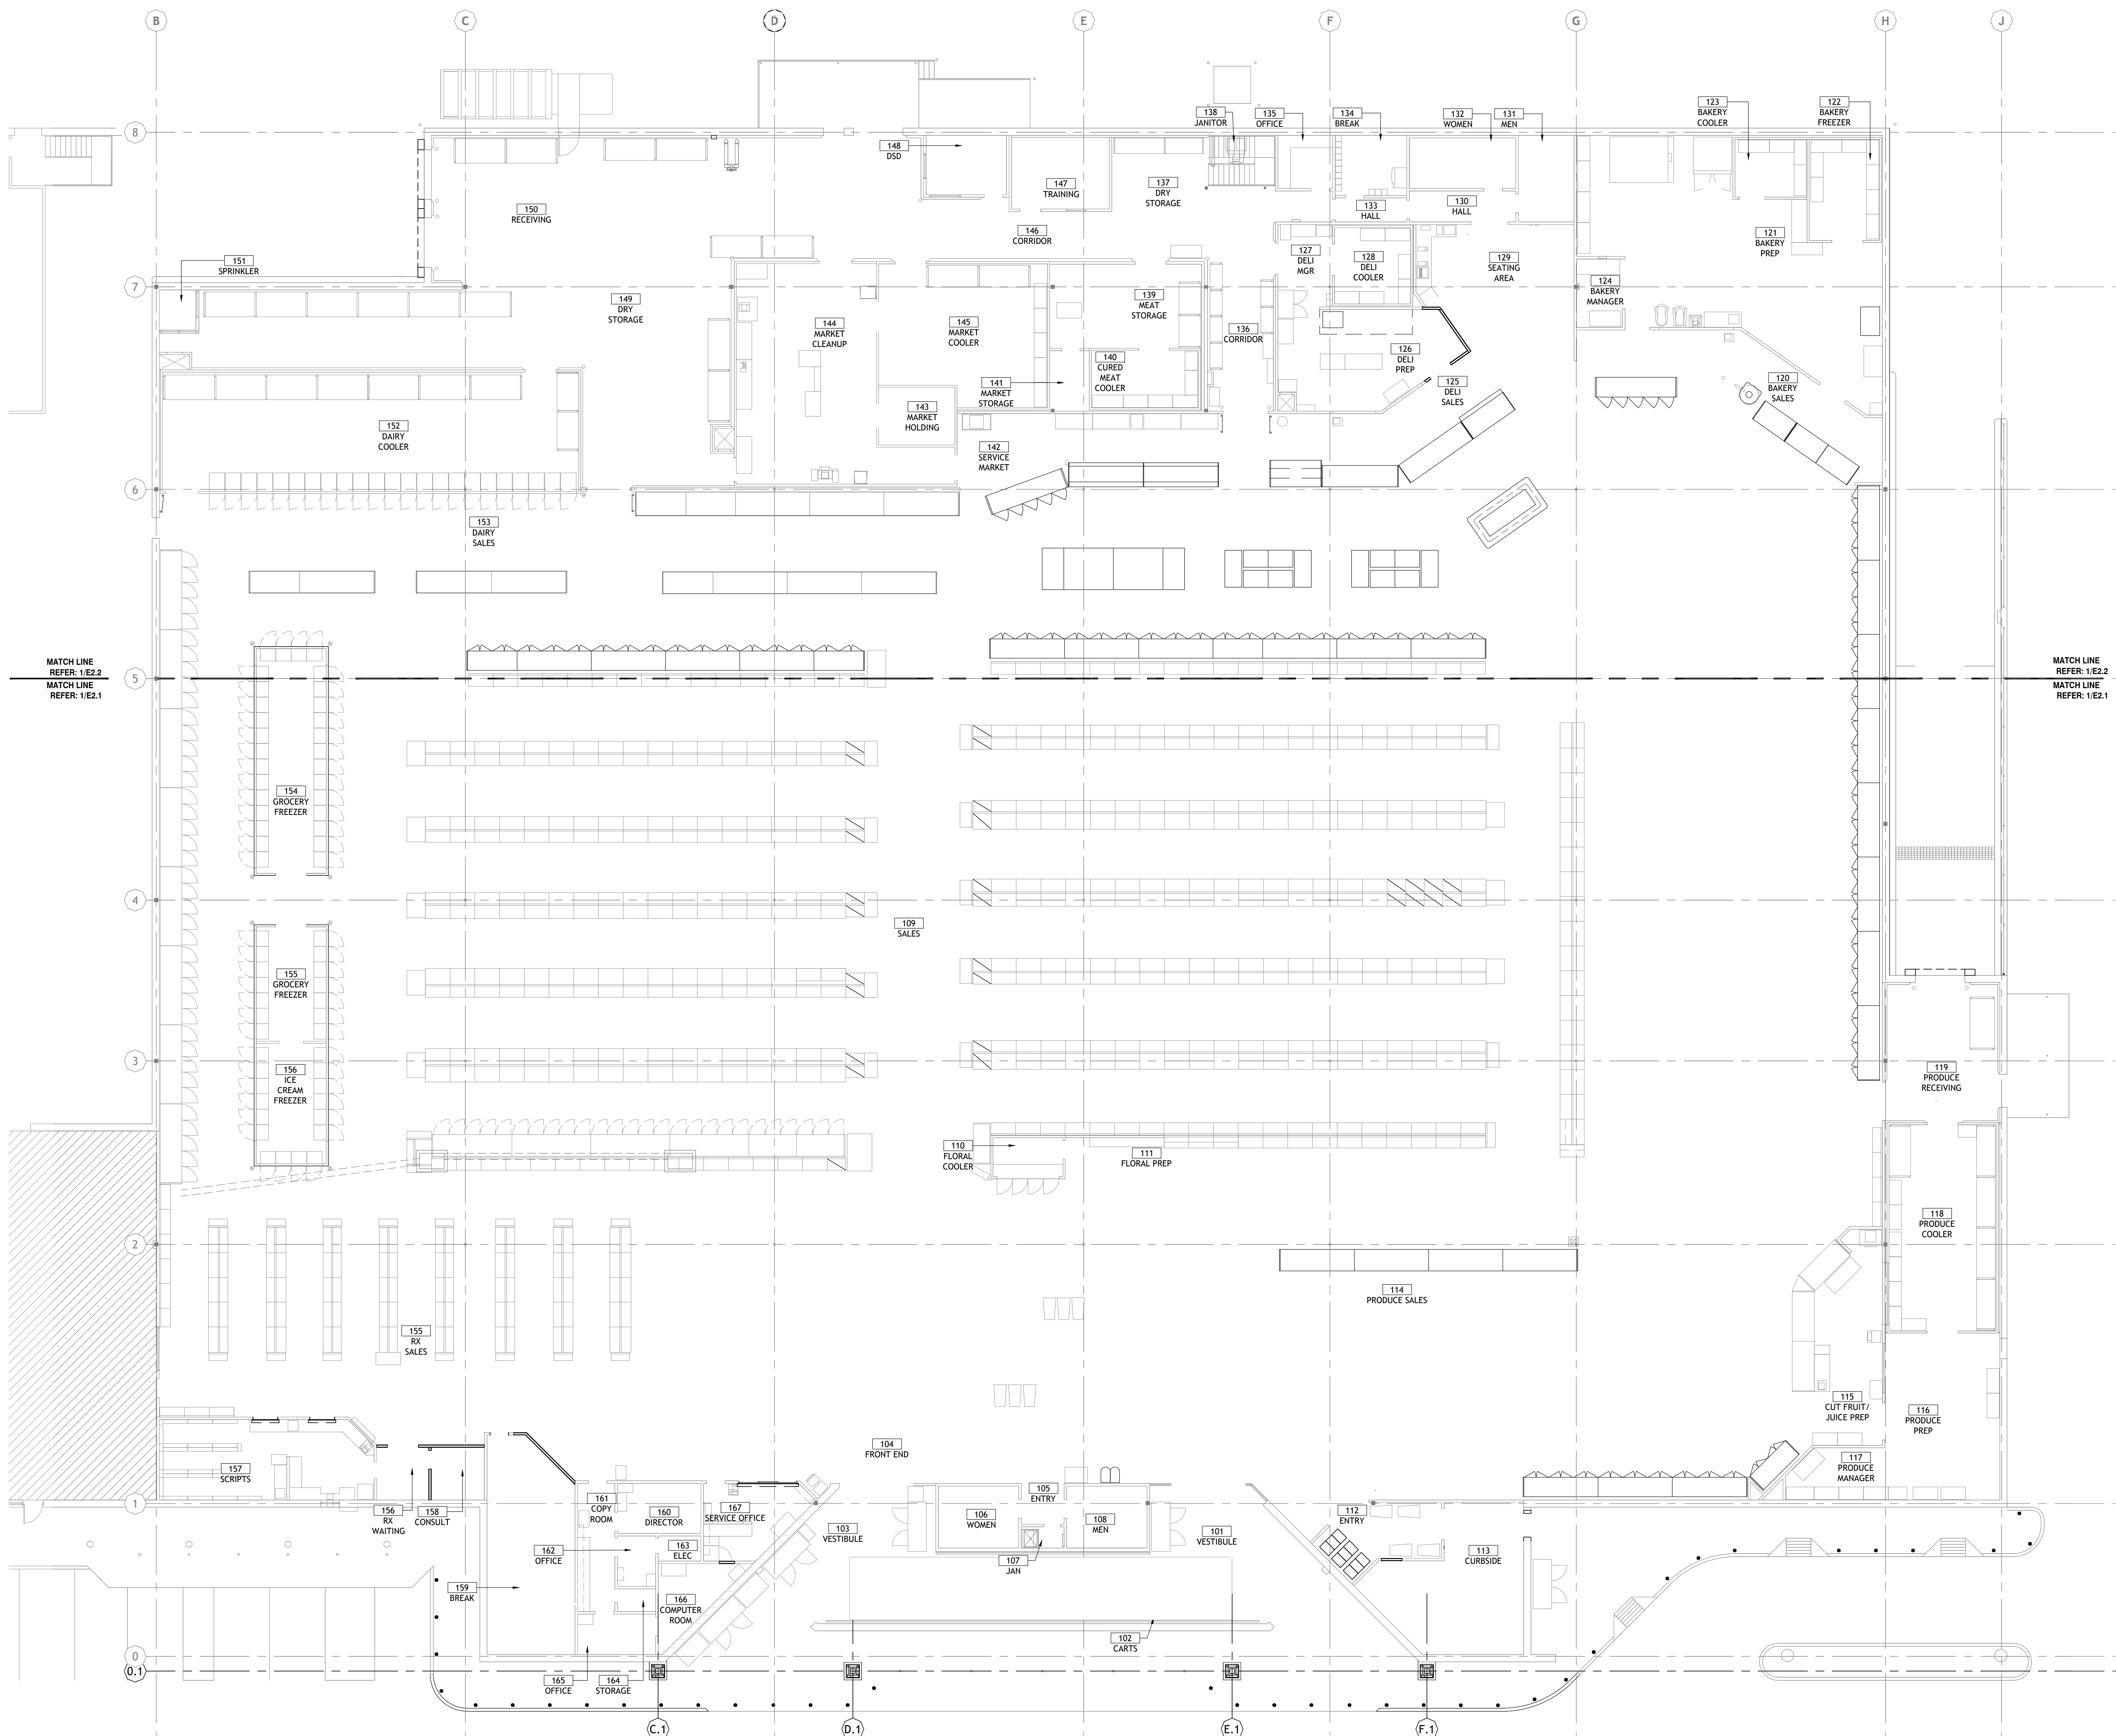 B
C
D
E
F
G
H
J
8
138
JANITOR
135
OFFICE
134
BREAK
132
WOMEN
131
MEN
123
BAKERY
COOLER
122
BAKERY
FREEZER
148
DSD
147
TRAINING
137
DRY
STORAGE
150
RECEIVING
133
HALL
130
HALL
146
CORRIDOR
121
BAKERY
PREP
151
SPRINKLER
127
DELI
MGR
128
DELI
COOLER
129
SEATING
AREA
7
124
BAKERY
MANAGER
149
DRY
STORAGE
139
MEAT
STORAGE
144
MARKET
CLEANUP
145
MARKET
COOLER
136
CORRIDOR
126
DELI
PREP
140
CURED
MEAT
COOLER
141
MARKET
STORAGE
125
DELI
SALES
120
BAKERY
SALES
143
MARKET
HOLDING
152
DAIRY
COOLER
142
SERVICE
MARKET
6
153
DAIRY
SALES
MATCH LINE
REFER: 1/E2.2
5
MATCH LINE
REFER: 1/E2.1
MATCH LINE
REFER: 1/E2.2
MATCH LINE
REFER: 1/E2.1
154
GROCERY
FREEZER
4
109
SALES
155
GROCERY
FREEZER
3
156
ICE
CREAM
FREEZER
119
PRODUCE
RECEIVING
110
FLORAL
COOLER
111
FLORAL PREP
118
PRODUCE
COOLER
2
114
PRODUCE SALES
155
RX
SALES
115
CUT FRUIT/
JUICE PREP
116
PRODUCE
PREP
104
FRONT END
117
PRODUCE
MANAGER
157
SCRIPTS
105
ENTRY
1
156
RX
WAITING
158
CONSULT
161
COPY
ROOM
160
DIRECTOR
167
SERVICE OFFICE
103
VESTIBULE
106
WOMEN
108
MEN
101
VESTIBULE
112
ENTRY
162
OFFICE
163
ELEC
107
JAN
113
CURBSIDE
159
BREAK
166
COMPUTER
ROOM
102
CARTS
0
0.1
165
OFFICE
164
STORAGE
C.1
D.1
E.1
F.1